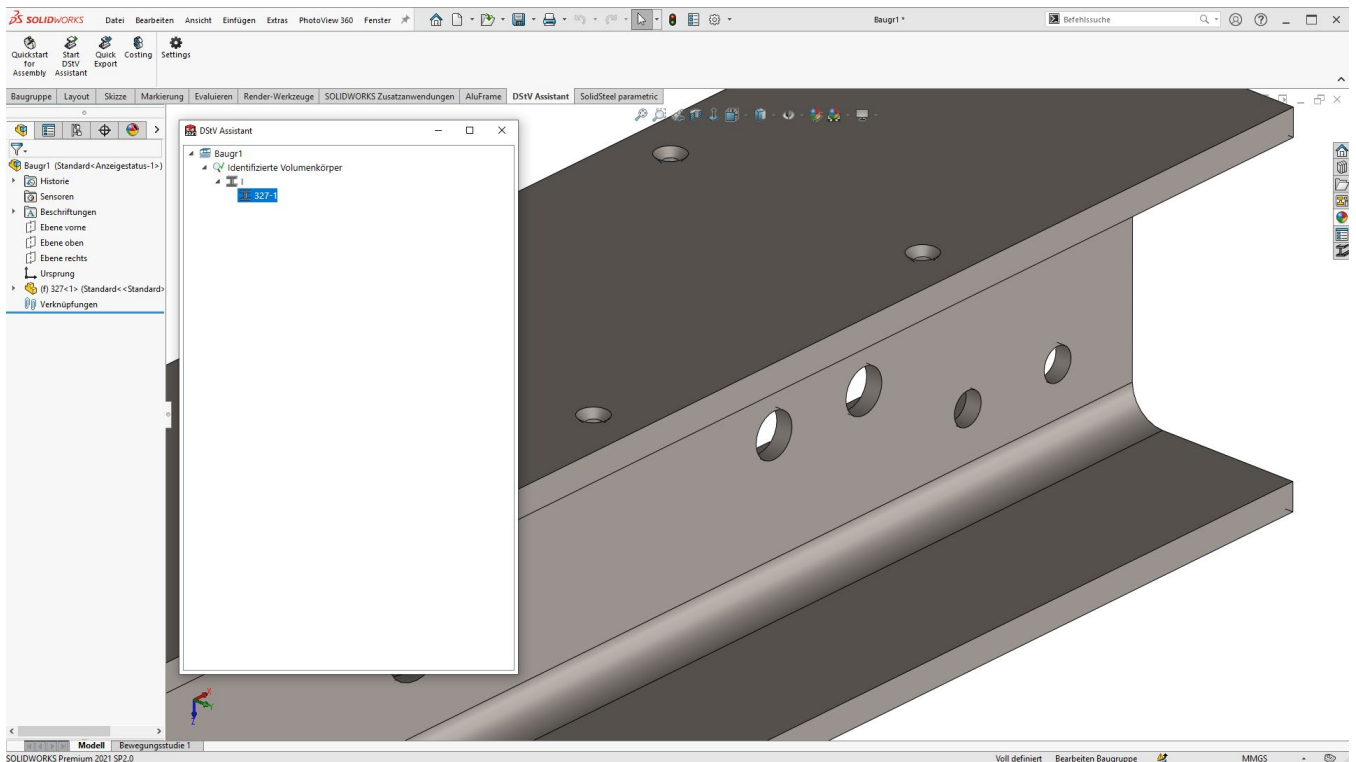 SOLIDWORKS Datei Bearbeiten Ansicht Einfügen Extras PhotoView 360 Fenster Baugr1 * Befehlssuche
Quickstart for Assembly
Start DStV Assistant
Quick Export
Costing
Settings
Baugruppe Layout Skizze Markierung Evaluieren Render-Werkzeuge SOLIDWORKS Zusatzanwendungen AluFrame DStV Assistant SolidSteel parametric
Baugr1 (Standard<Anzeigestatus-1>)
Historie
Sensoren
Beschriftungen
Ebene vorne
Ebene oben
Ebene rechts
Ursprung
(f) 327<1> (Standard<<Standard>
Verknüpfungen
DStV Assistant
Baugr1
Identifizierte Volumenkörper
I
327-1
X
Y
Z
Modell Bewegungsstudie 1
SOLIDWORKS Premium 2021 SP2.0 Voll definiert Bearbeiten Baugruppe MMGS